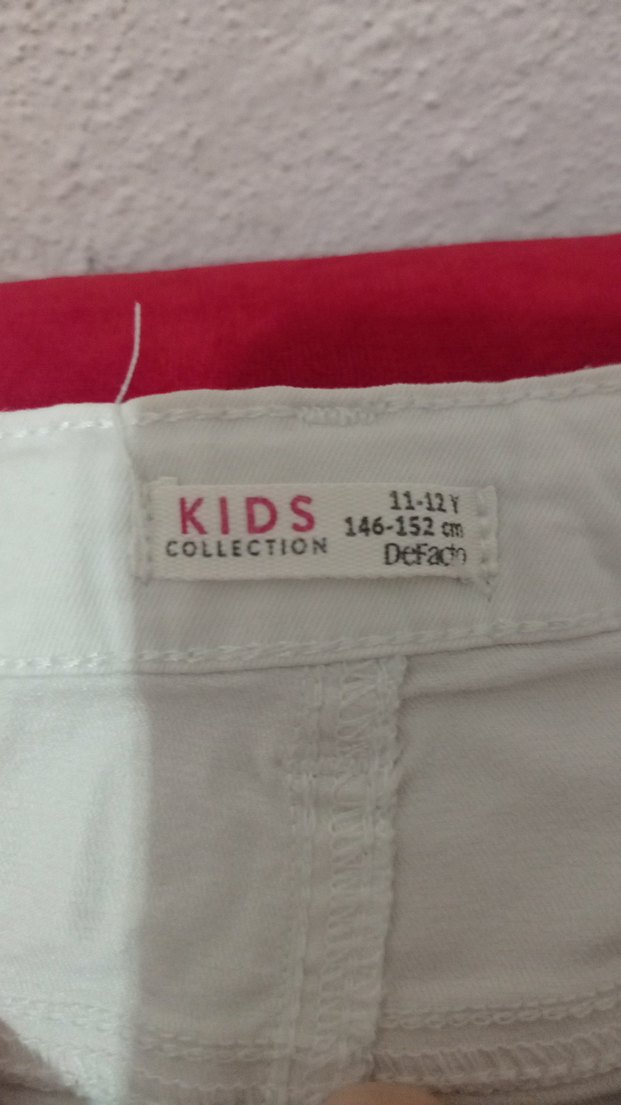 KIDS
COLLECTION
11-12 Y
146-152 cm
DeFacto